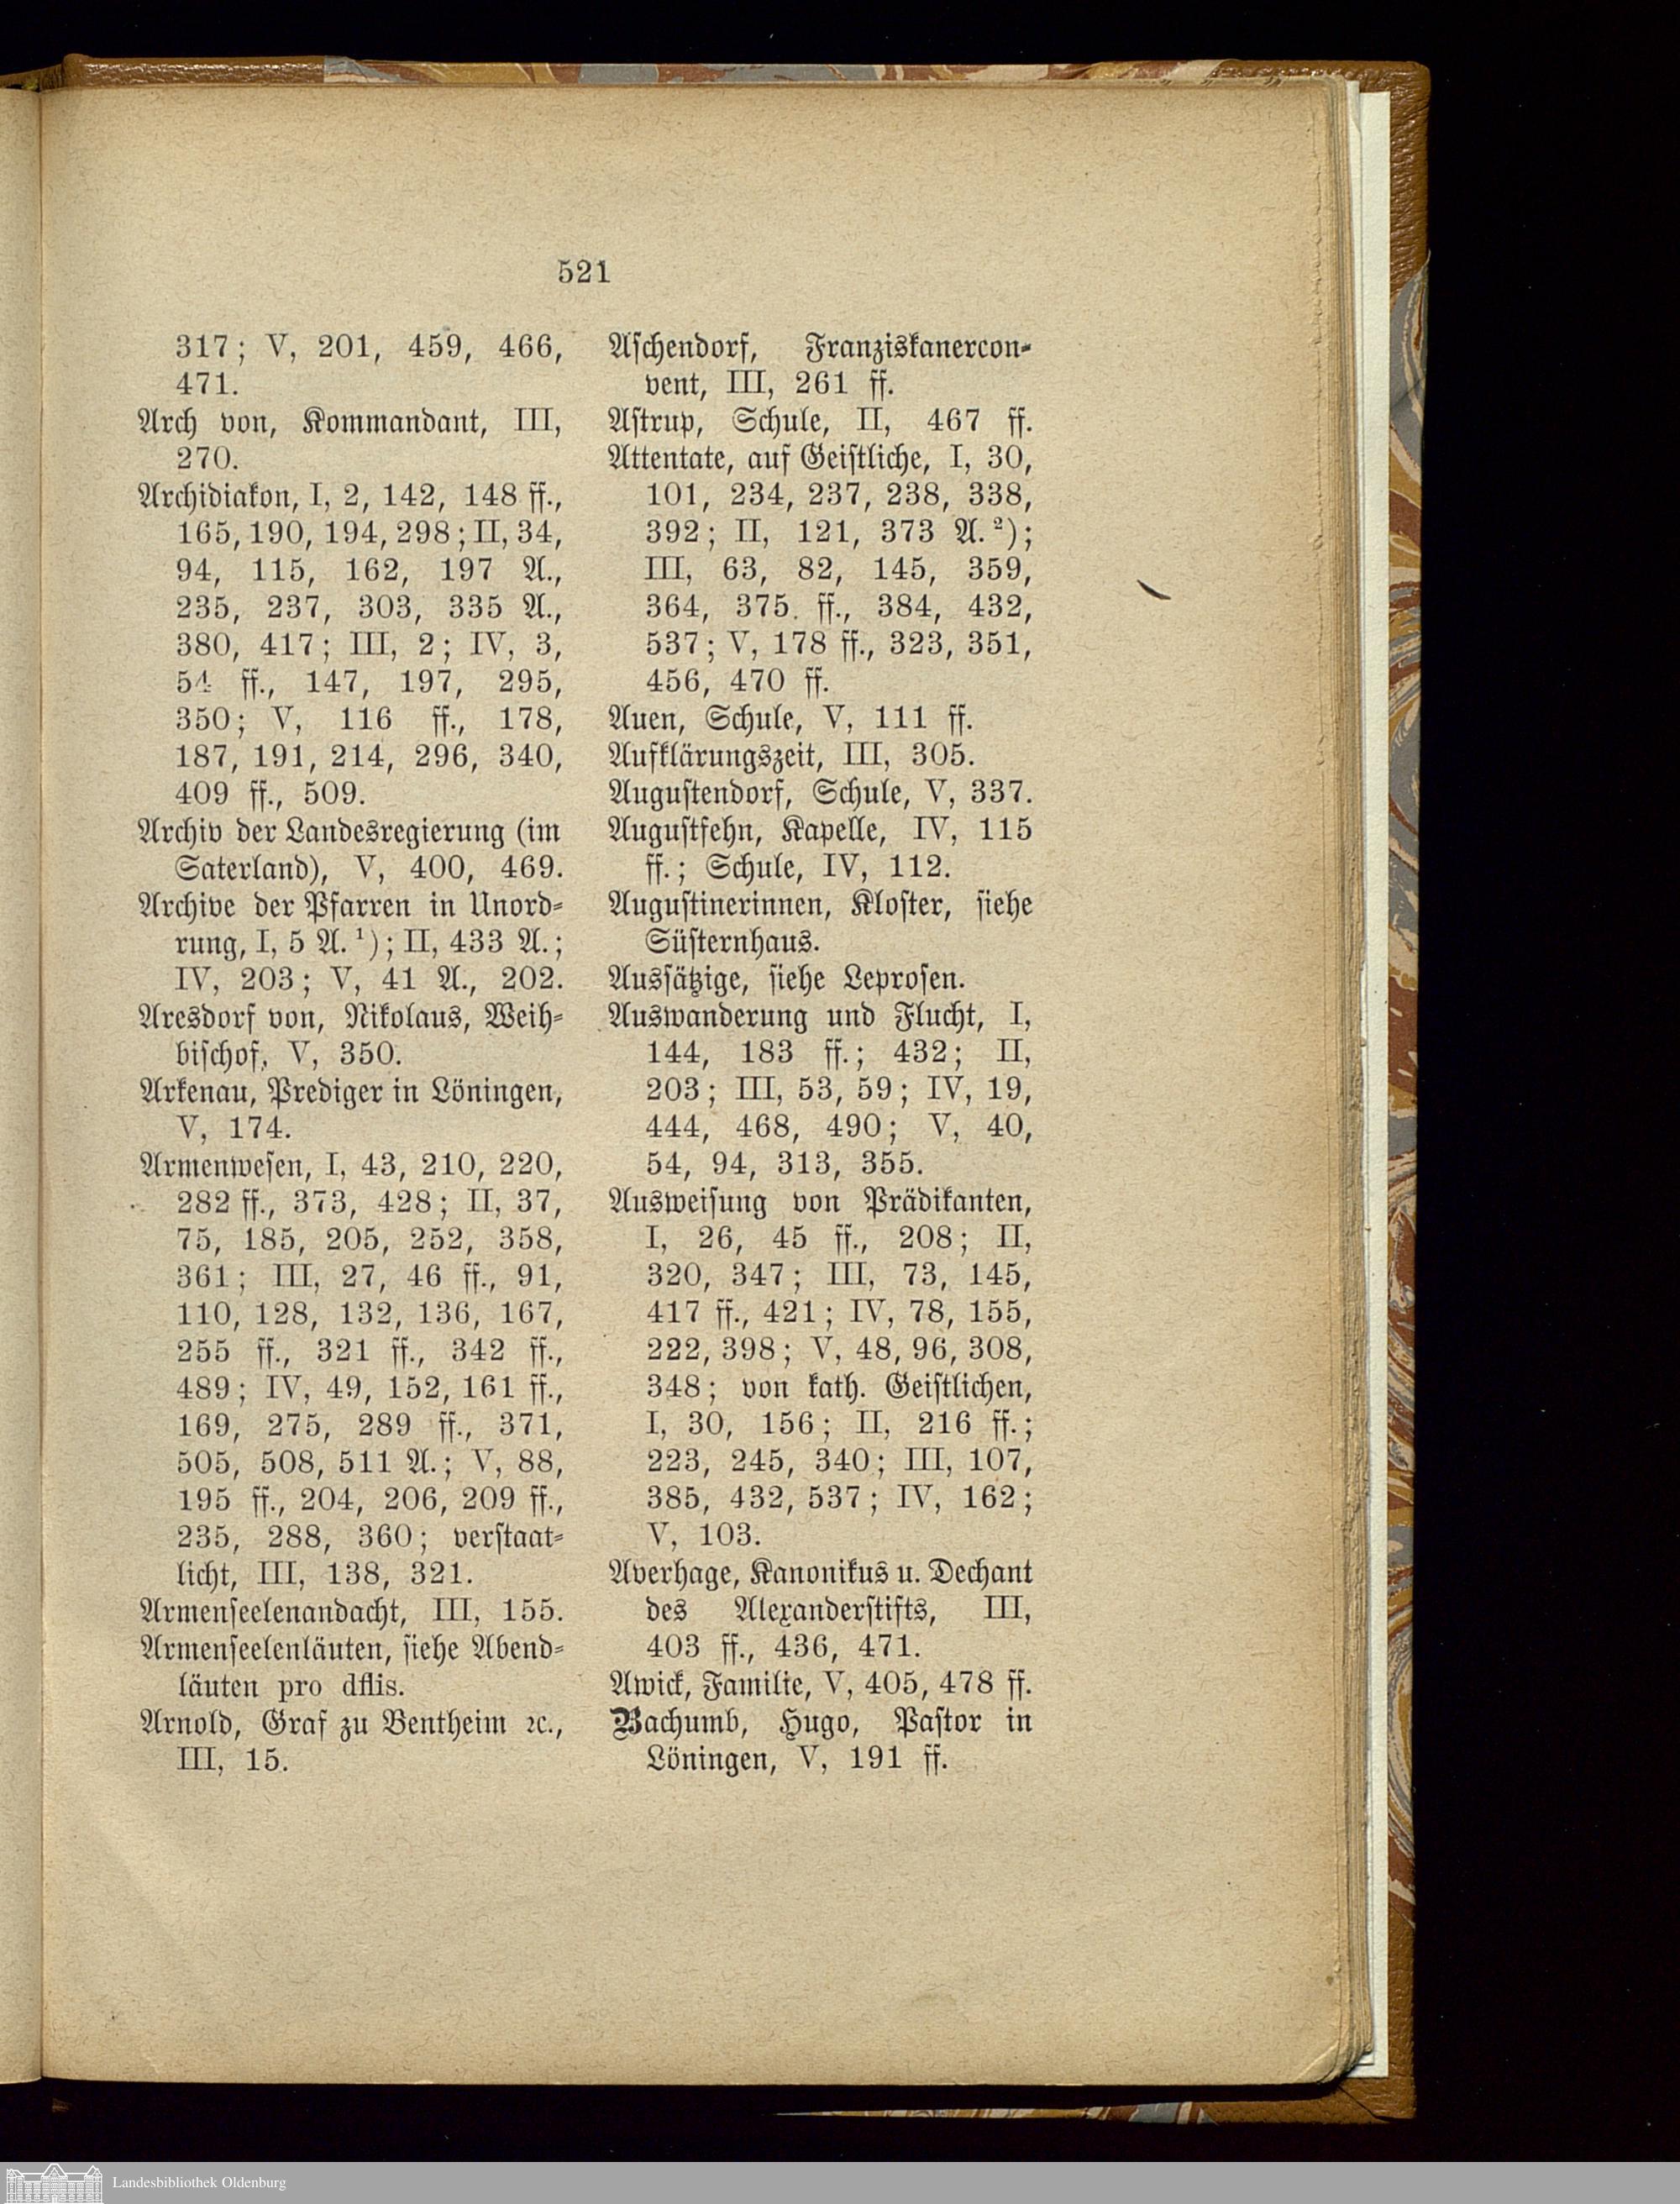 521
317; V, 201, 459, 466,
471.
Arch von, Kommandant, III,
270.
Archidiakon, I, 2, 142, 148 ff.,
165, 190, 194, 298; II, 34,
94, 115, 162, 197 A.,
235, 237, 303, 335 A.,
380, 417; III, 2; IV, 3,
54 ff., 147, 197, 295,
350; V, 116 ff., 178,
187, 191, 214, 296, 340,
409 ff., 509.
Archiv der Landesregierung (im
Saterland), V, 400, 469.
Archive der Pfarren in Unord-
rung, I, 5 A. ¹); II, 433 A.;
IV, 203; V, 41 A., 202.
Aresdorf von, Nikolaus, Weih-
bischof, V, 350.
Arkenau, Prediger in Löningen,
V, 174.
Armenwesen, I, 43, 210, 220,
282 ff., 373, 428; II, 37,
75, 185, 205, 252, 358,
361; III, 27, 46 ff., 91,
110, 128, 132, 136, 167,
255 ff., 321 ff., 342 ff.,
489; IV, 49, 152, 161 ff.,
169, 275, 289 ff., 371,
505, 508, 511 A.; V, 88,
195 ff., 204, 206, 209 ff.,
235, 288, 360; verstaat-
licht, III, 138, 321.
Armenseelenandacht, III, 155.
Armenseelenläuten, siehe Abend-
läuten pro dflis.
Arnold, Graf zu Bentheim ꝛc.,
III, 15.
Aschendorf, Franziskanercon-
vent, III, 261 ff.
Astrup, Schule, II, 467 ff.
Attentate, auf Geistliche, I, 30,
101, 234, 237, 238, 338,
392; II, 121, 373 A. ²);
III, 63, 82, 145, 359,
364, 375. ff., 384, 432,
537; V, 178 ff., 323, 351,
456, 470 ff.
Auen, Schule, V, 111 ff.
Aufklärungszeit, III, 305.
Augustendorf, Schule, V, 337.
Augustfehn, Kapelle, IV, 115
ff.; Schule, IV, 112.
Augustinerinnen, Kloster, siehe
Süsternhaus.
Aussätzige, siehe Leprosen.
Auswanderung und Flucht, I,
144, 183 ff.; 432; II,
203; III, 53, 59; IV, 19,
444, 468, 490; V, 40,
54, 94, 313, 355.
Ausweisung von Prädikanten,
I, 26, 45 ff., 208; II,
320, 347; III, 73, 145,
417 ff., 421; IV, 78, 155,
222, 398; V, 48, 96, 308,
348; von kath. Geistlichen,
I, 30, 156; II, 216 ff.;
223, 245, 340; III, 107,
385, 432, 537; IV, 162;
V, 103.
Averhage, Kanonikus u. Dechant
des Alexanderstifts, III,
403 ff., 436, 471.
Awick, Familie, V, 405, 478 ff.
Bachumb, Hugo, Pastor in
Löningen, V, 191 ff.
Landesbibliothek Oldenburg